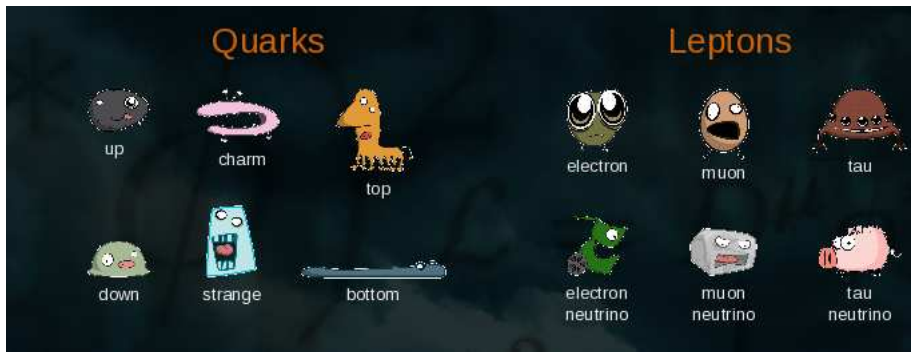 Quarks
Leptons
up
charm
top
electron
muon
tau
down
strange
bottom
electron
neutrino
muon
neutrino
tau
neutrino